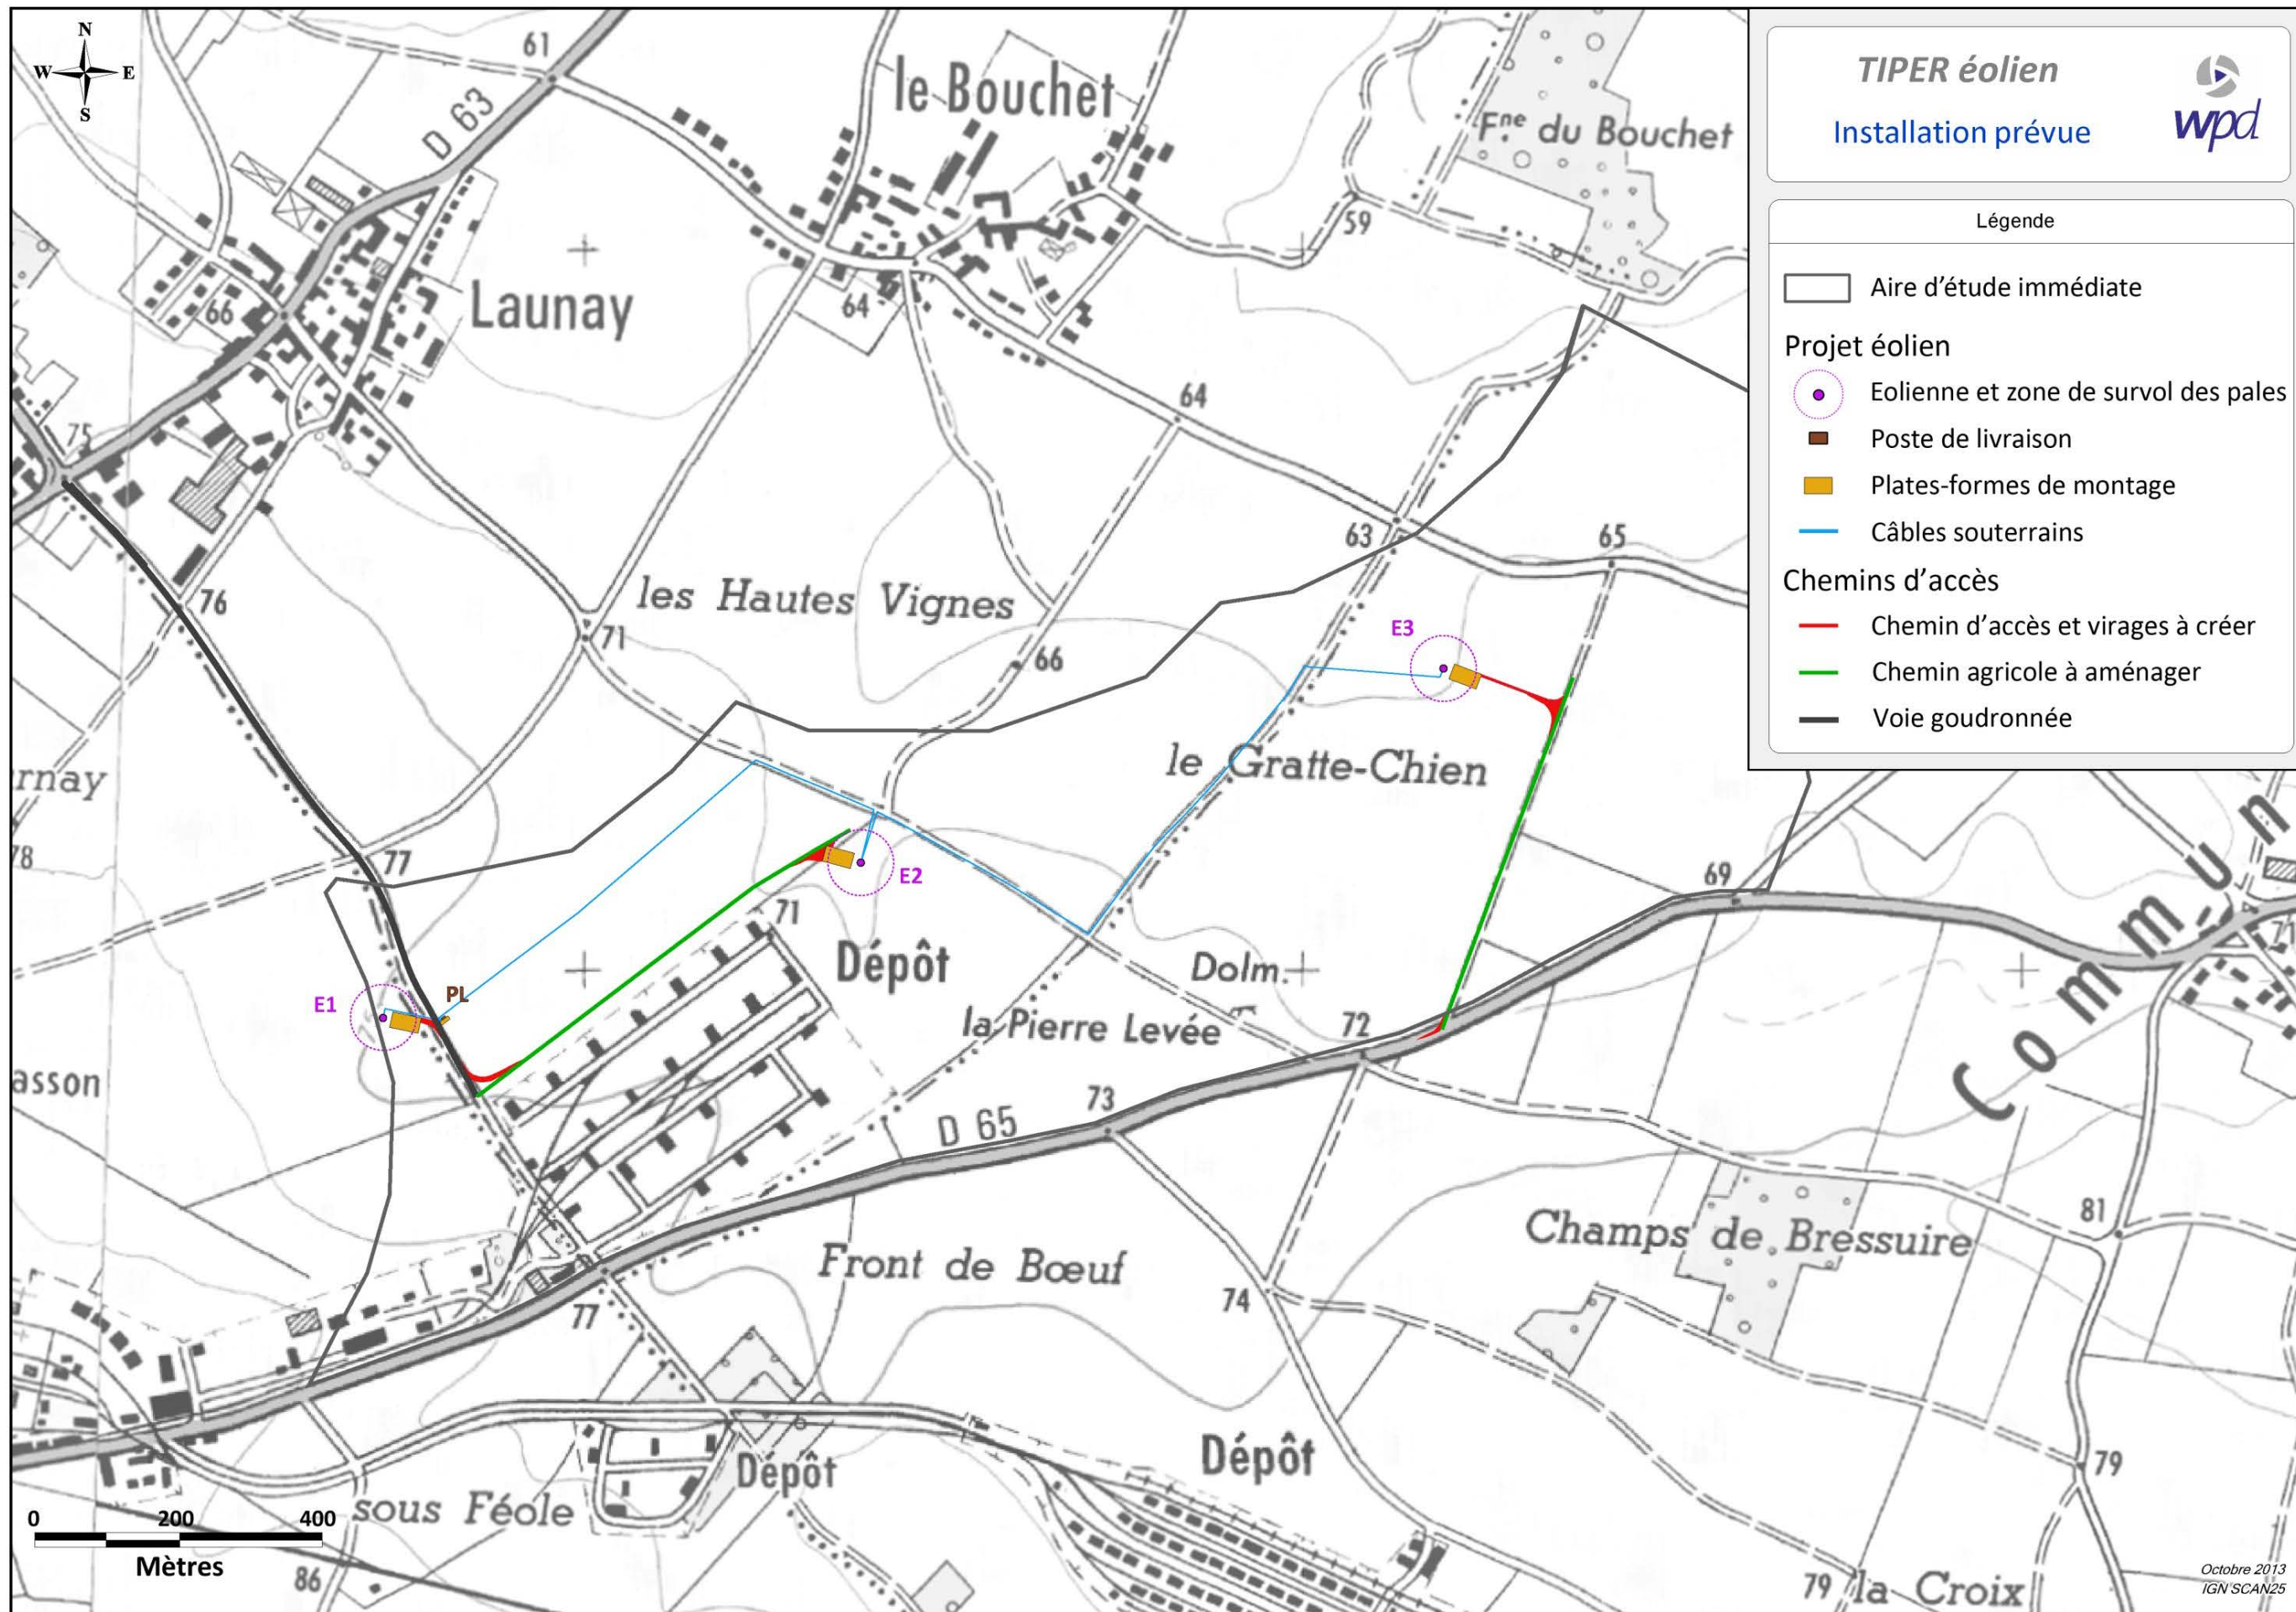 N
W E
S
61
D 63
le Bouchet
Fne du Bouchet
59
Launay
66
64
75
64
76
63
65
les Hautes Vignes
71
66
E3
le Gratte-Chien
rnay
78
77
E2
69
71
Dépôt
Dolm.
E1
PL
la Pierre Levée
72
Commun
71
asson
73
D 65
81
Champs de Bressuire
Front de Bœuf
74
77
Dépôt
Dépôt
79
sous Féole
86
79 la Croix
0 200 400
Mètres
TIPER éolien
Installation prévue
wpd
Légende
Aire d’étude immédiate
Projet éolien
Eolienne et zone de survol des pales
Poste de livraison
Plates-formes de montage
Câbles souterrains
Chemins d’accès
Chemin d’accès et virages à créer
Chemin agricole à aménager
Voie goudronnée
Octobre 2013
IGN SCAN25